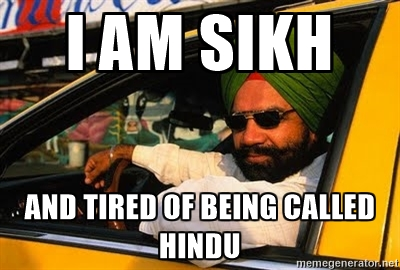 I AM SIKH
AND TIRED OF BEING CALLED
HINDU
memegenerator.net